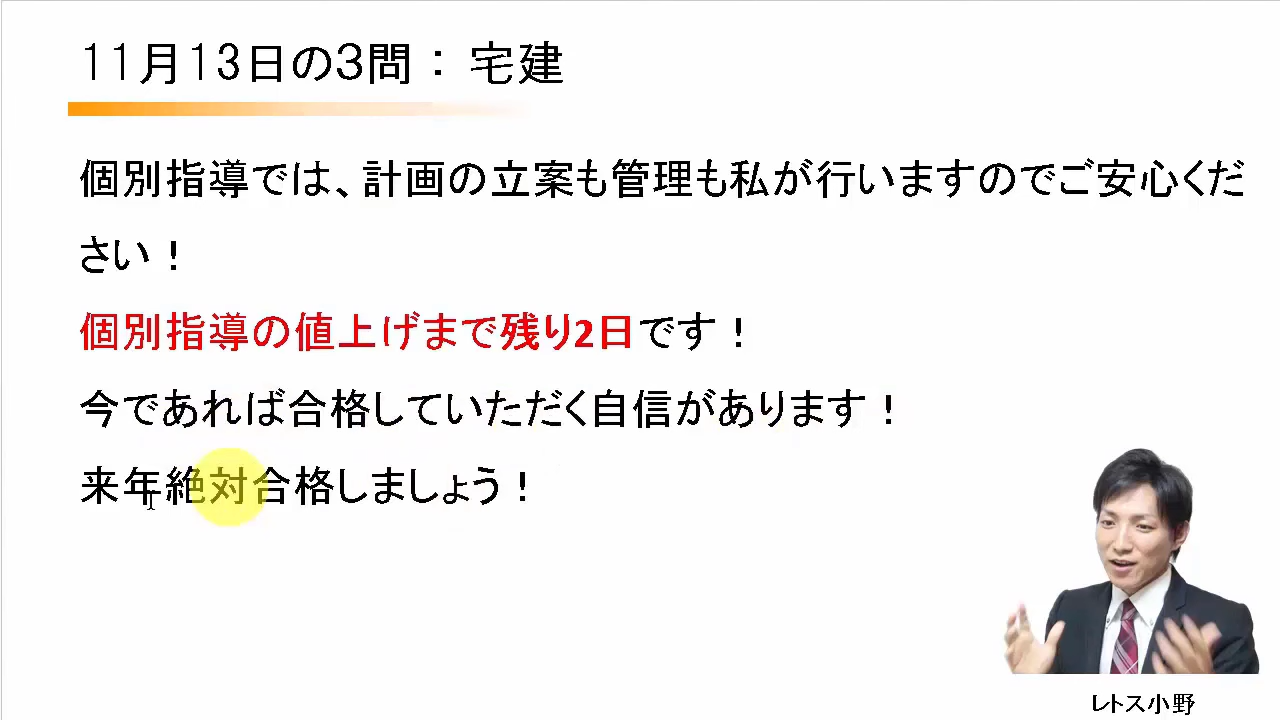 11月13日の3問：宅建
個別指導では、計画の立案も管理も私が行いますのでご安心くだ
さい！
個別指導の値上げまで残り2日です！
今であれば合格していただく自信があります！
来年絶対合格しましょう！
レトス小野